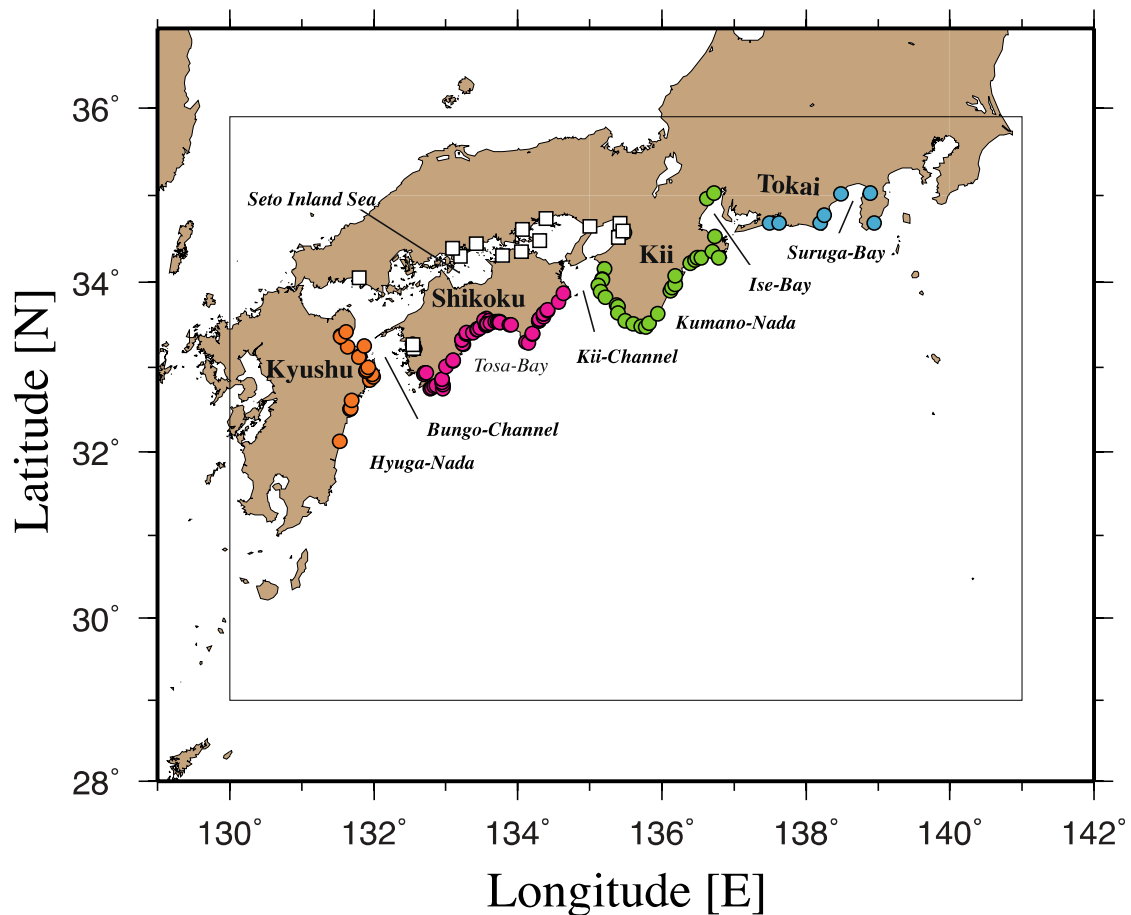 36°
34°
32°
30°
28°
Latitude [N]
Seto Inland Sea
Tokai
Suruga-Bay
Kii
Ise-Bay
Shikoku
Kumano-Nada
Kii-Channel
Kyushu
Tosa-Bay
Bungo-Channel
Hyuga-Nada
130°
132°
134°
136°
138°
140°
142°
Longitude [E]